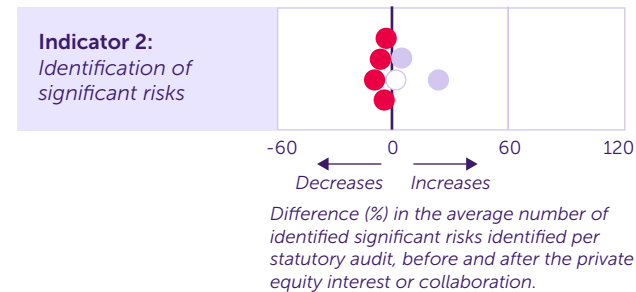 Indicator 2:
Identification of
significant risks
-60 0 60 120
Decreases Increases
Difference (%) in the average number of
identified significant risks identified per
statutory audit, before and after the private
equity interest or collaboration.